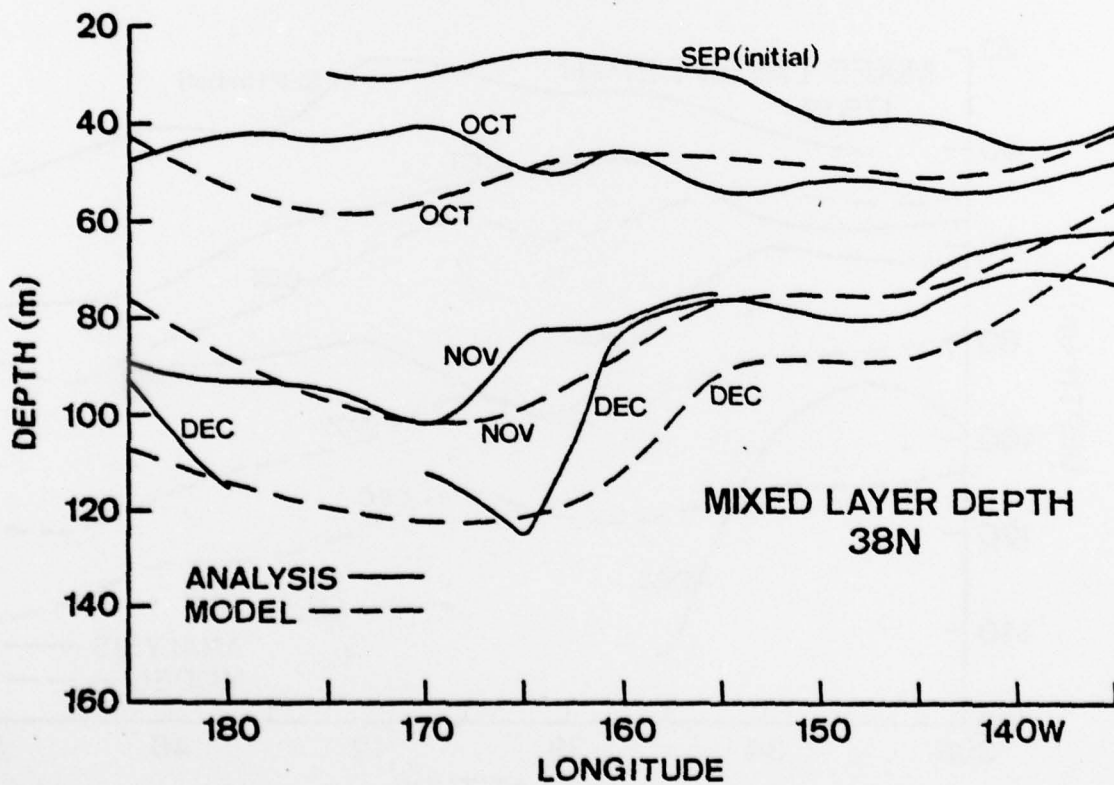 20
40
60
80
100
120
140
160
DEPTH (m)
SEP (initial)
OCT
OCT
NOV
NOV
DEC
DEC
DEC
MIXED LAYER DEPTH
38N
ANALYSIS
MODEL
180 170 160 150 140W
LONGITUDE